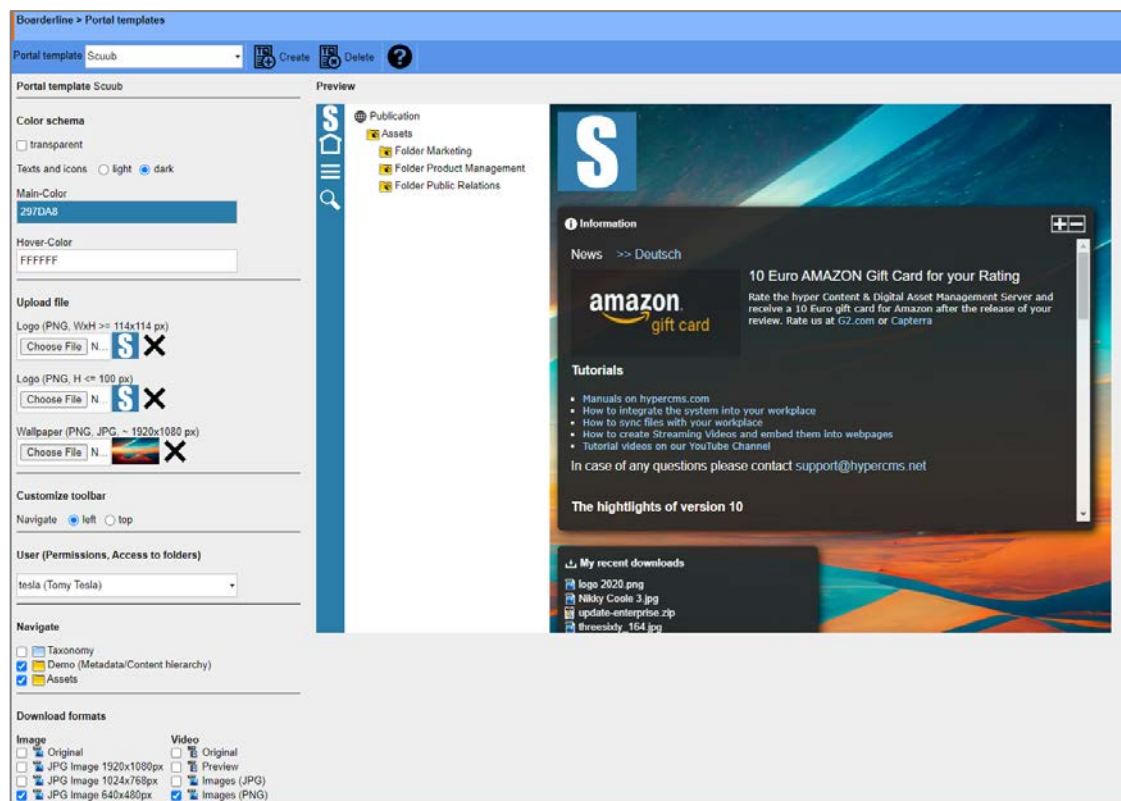 Boarderline > Portal templates
Portal template Scuub Create Delete ?
Portal template Scuub
Color schema
transparent
Texts and icons light dark
Main-Color
297DA8
Hover-Color
FFFFFF
Upload file
Logo (PNG, WxH >= 114x114 px)
Choose File N... S
Logo (PNG, H <= 100 px)
Choose File N... S
Wallpaper (PNG, JPG, ~ 1920x1080 px)
Choose File N...
Customize toolbar
Navigate left top
User (Permissions, Access to folders)
tesla (Tomy Tesla)
Navigate
Taxonomy
Demo (Metadata/Content hierarchy)
Assets
Download formats
Image Video
Original Original
JPG Image 1920x1080px Preview
JPG Image 1024x768px Images (JPG)
JPG Image 640x480px Images (PNG)
Preview
S
Publication
Assets
Folder Marketing
Folder Product Management
Folder Public Relations
S
Information
News >> Deutsch
amazon
gift card
10 Euro AMAZON Gift Card for your Rating
Rate the hyper Content & Digital Asset Management Server and
receive a 10 Euro gift card for Amazon after the release of your
review. Rate us at G2.com or Capterra
Tutorials
Manuals on hypercms.com
How to integrate the system into your workplace
How to sync files with your workplace
How to create Streaming Videos and embed them into webpages
Tutorial videos on our YouTube Channel
In case of any questions please contact support@hypercms.net
The hightlights of version 10
My recent downloads
logo 2020.png
Nikky Coole 3.jpg
update-enterprise.zip
threesixty_164.jpg